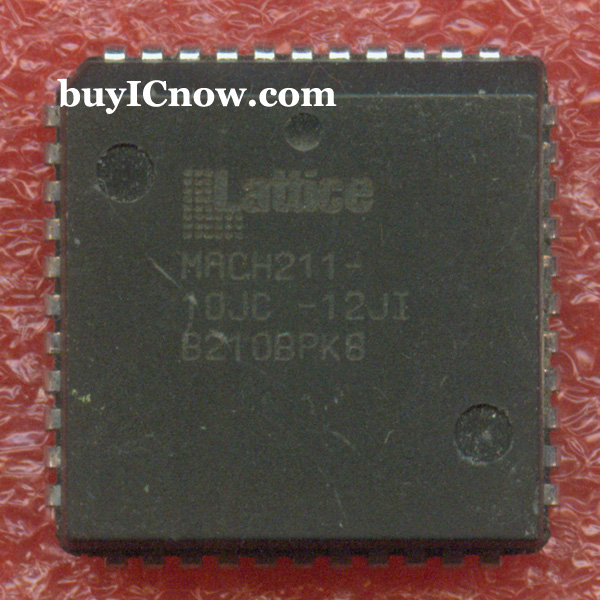 buyICnow.com
Lattice
MACH211-
10JC -12JI
B210BPK8